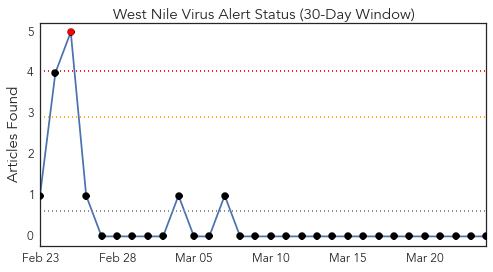 West Nile Virus Alert Status (30-Day Window)
Articles Found
5
4
3
2
1
0
Feb 23
Feb 28
Mar 05
Mar 10
Mar 15
Mar 20